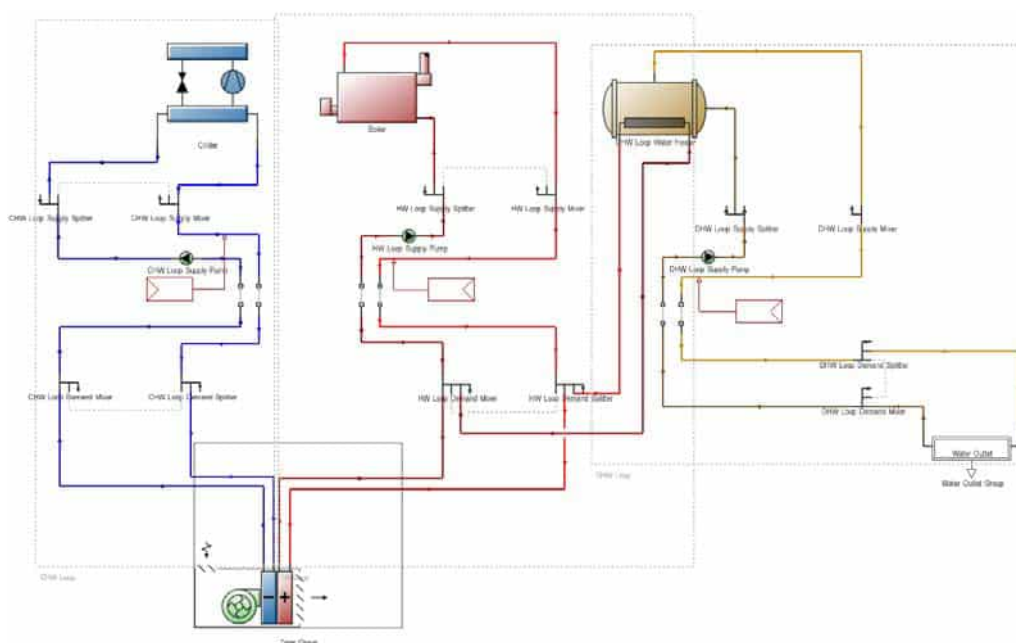 Chiller
Boiler
DHW Loop Water Heater
CHW Loop Supply Splitter
CHW Loop Supply Mixer
HW Loop Supply Splitter
HW Loop Supply Mixer
DHW Loop Supply Splitter
DHW Loop Supply Mixer
HW Loop Supply Pump
CHW Loop Supply Pump
DHW Loop Supply Pump
DHW Loop Demand Splitter
CHW Loop Demand Mixer
CHW Loop Demand Splitter
HW Loop Demand Mixer
HW Loop Demand Splitter
DHW Loop Demand Mixer
Water Outlet
Water Outlet Group
DHW Loop
CHW Loop
Zone Group